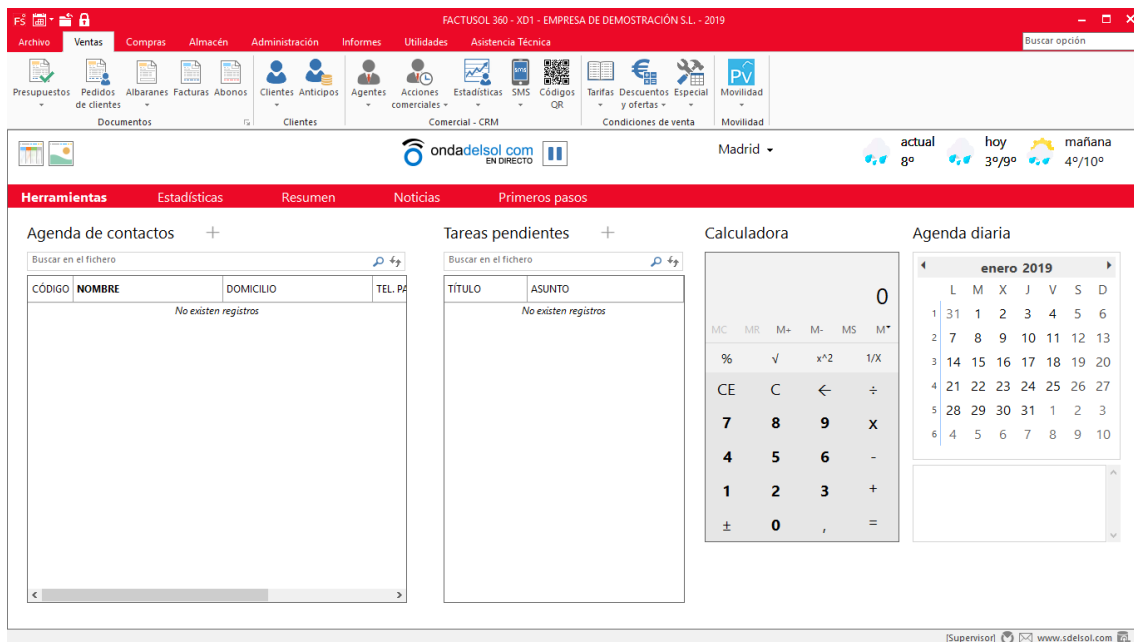 FS
FACTUSOL 360 - XD1 - EMPRESA DE DEMOSTRACIÓN S.L. - 2019
Archivo Ventas Compras Almacén Administración Informes Utilidades Asistencia Técnica Buscar opción
Presupuestos Pedidos de clientes Albaranes Facturas Abonos Clientes Anticipos Agentes Acciones comerciales Estadísticas SMS Códigos QR Tarifas Descuentos y ofertas Especial Movilidad
Documentos Clientes Comercial - CRM Condiciones de venta Movilidad
ondadelsol com
EN DIRECTO
Madrid
actual hoy mañana
8º 3º/9º 4º/10º
Herramientas Estadísticas Resumen Noticias Primeros pasos
Agenda de contactos +
Buscar en el fichero
CÓDIGO NOMBRE DOMICILIO TEL. PA
No existen registros
Tareas pendientes +
Buscar en el fichero
TÍTULO ASUNTO
No existen registros
Calculadora
0
MC MR M+ M- MS M
% √ x^2 1/X
CE C ← ÷
7 8 9 x
4 5 6 -
1 2 3 +
± 0 , =
Agenda diaria
enero 2019
L M X J V S D
1 31 1 2 3 4 5 6
2 7 8 9 10 11 12 13
3 14 15 16 17 18 19 20
4 21 22 23 24 25 26 27
5 28 29 30 31 1 2 3
6 4 5 6 7 8 9 10
[Supervisor] www.sdelsol.com